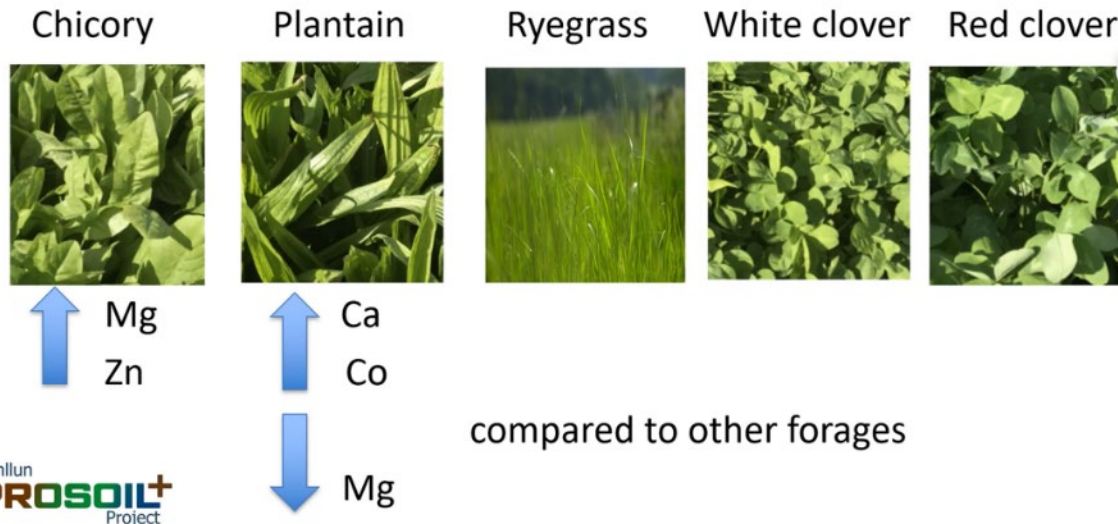 Chicory Plantain Ryegrass White clover Red clover
Mg Ca
Zn Co
compared to other forages
Mg
PROSOIL+
Project